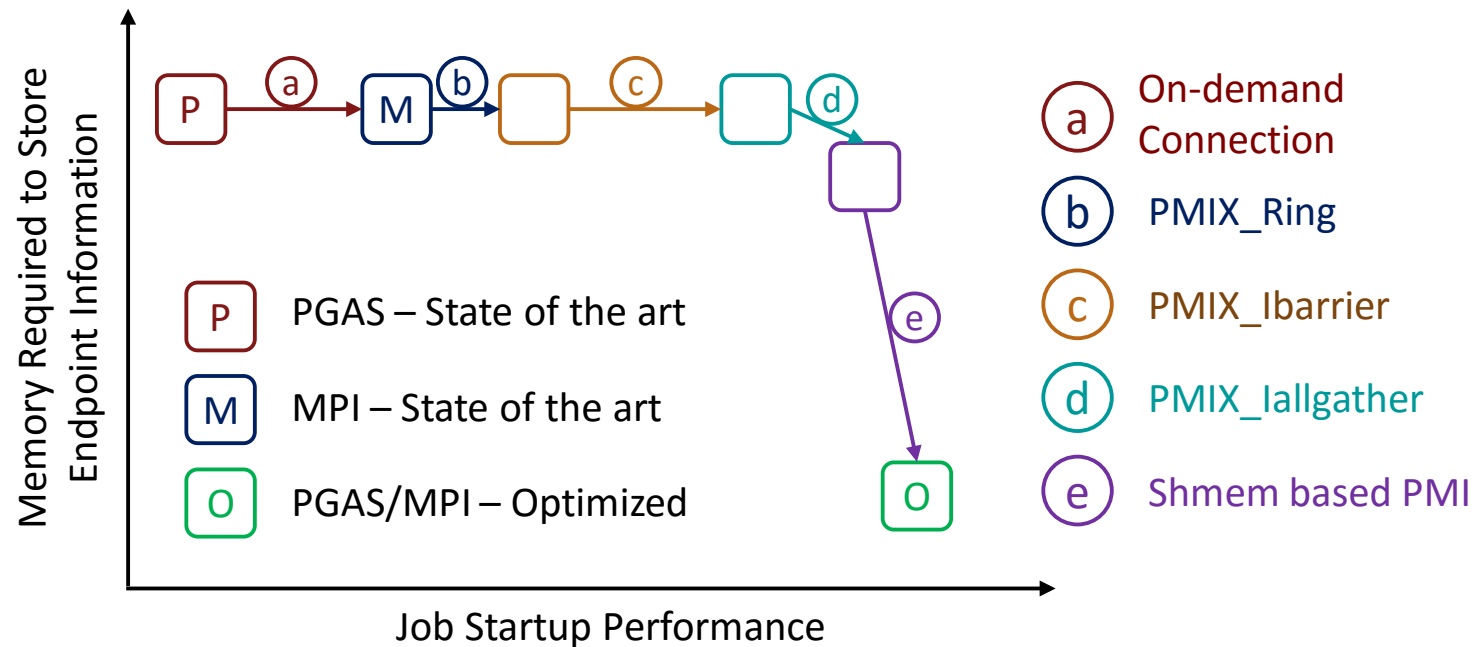 Memory Required to Store
Endpoint Information
P
a
M
b
c
d
e
O
P PGAS – State of the art
M MPI – State of the art
O PGAS/MPI – Optimized
Job Startup Performance
a On-demand
Connection
b PMIX_Ring
c PMIX_Ibarrier
d PMIX_Iallgather
e Shmem based PMI